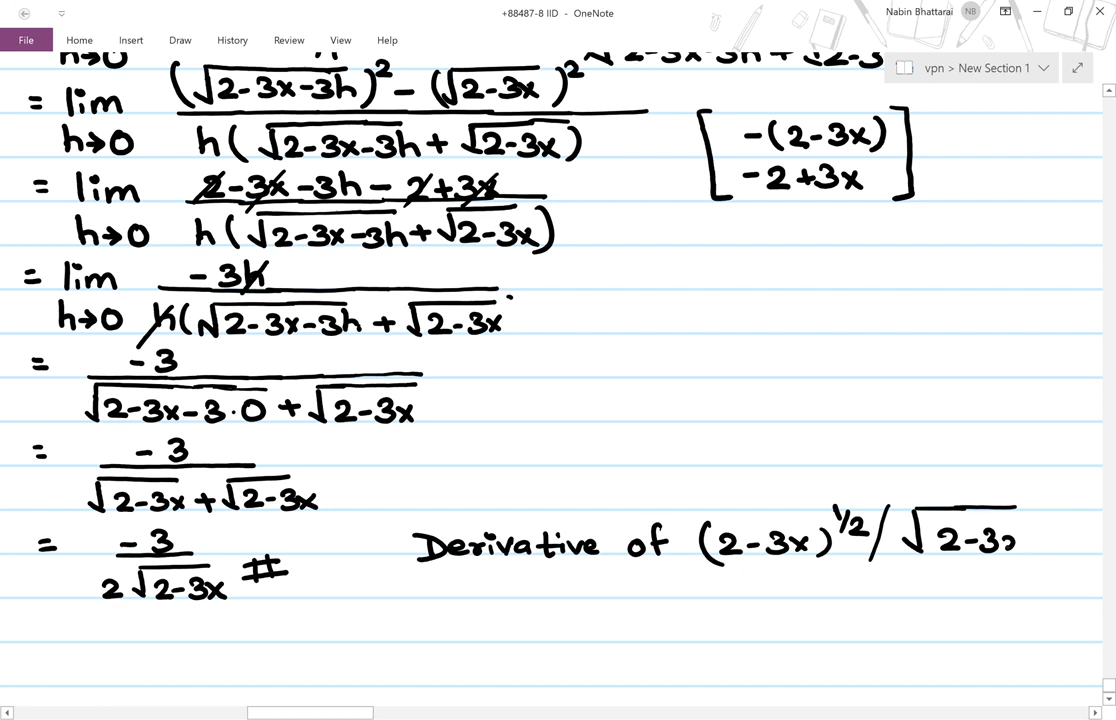 +88487-8 IID - OneNote
Nabin Bhattarai NB
File Home Insert Draw History Review View Help
vpn > New Section 1
h→0
= lim (√2-3x-3h)² - (√2-3x)²
h→0 h(√2-3x-3h + √2-3x)
[-(2-3x)
-2+3x]
= lim 2-3x-3h-2+3x
h→0 h(√2-3x-3h+√2-3x)
= lim -3h
h→0 h(√2-3x-3h + √2-3x
= -3
√2-3x-3·0 + √2-3x
= -3
√2-3x + √2-3x
= -3
2√2-3x #
Derivative of (2-3x)^1/2 / √2-3x